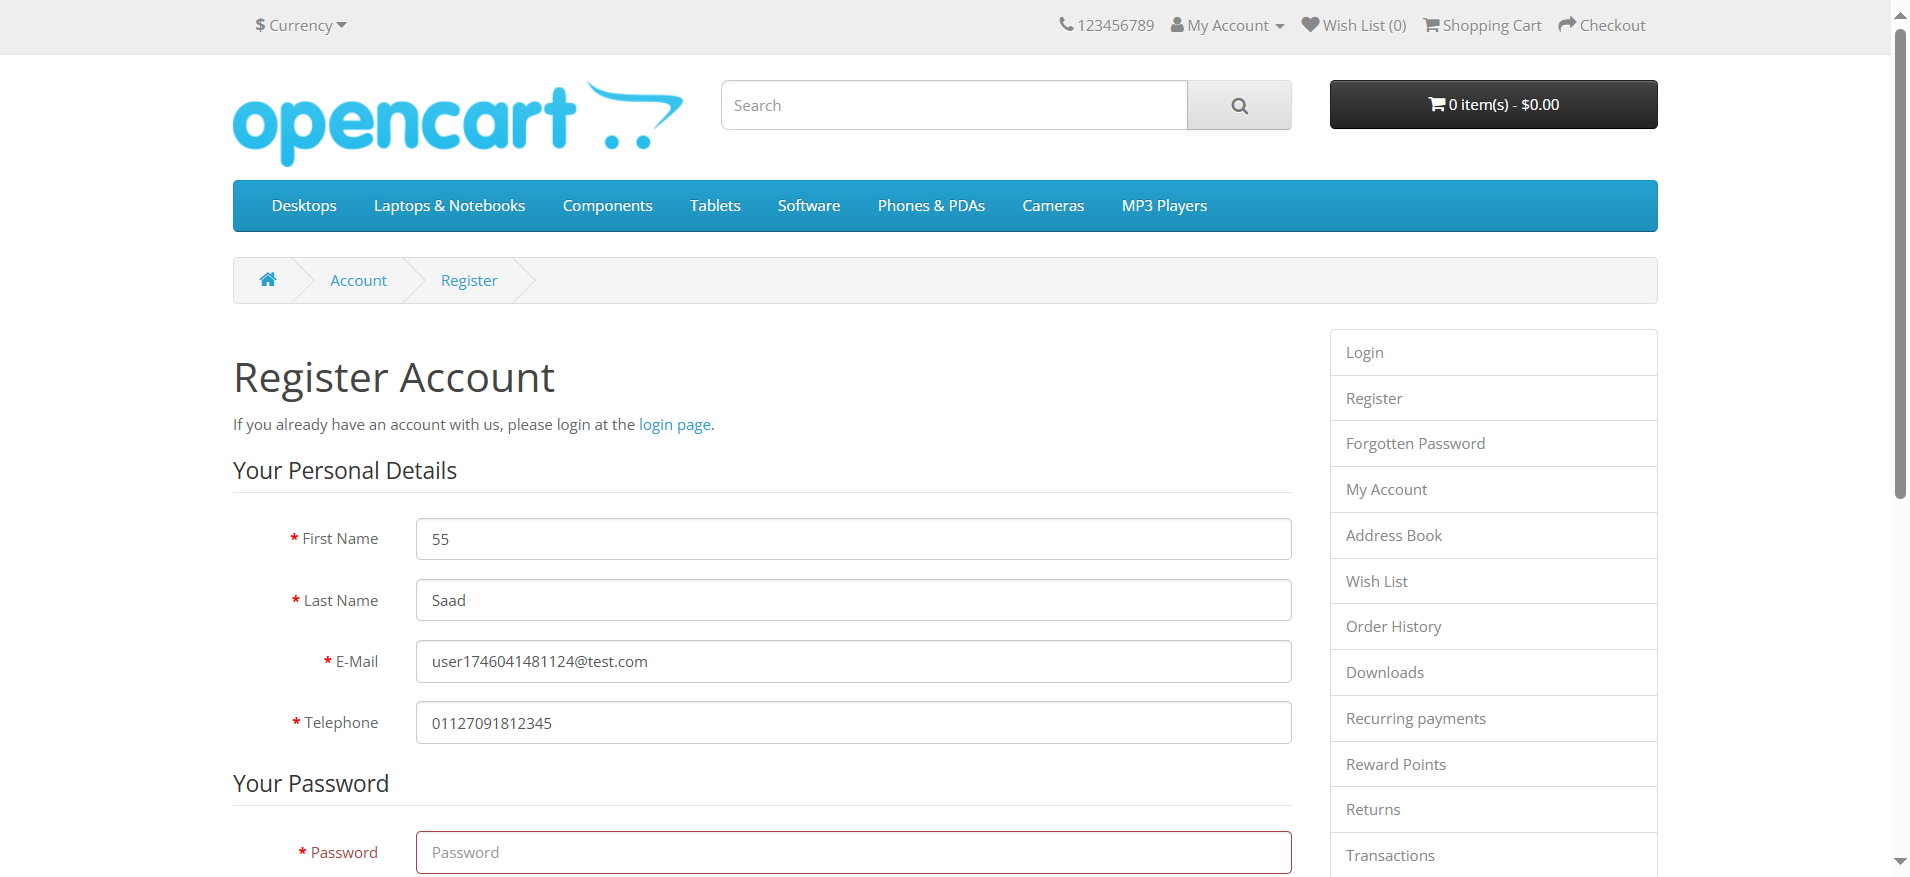 $ Currency
123456789 My Account Wish List (0) Shopping Cart Checkout
opencart
Search
0 item(s) - $0.00
Desktops Laptops & Notebooks Components Tablets Software Phones & PDAs Cameras MP3 Players
Account Register
Register Account
If you already have an account with us, please login at the login page.
Your Personal Details
* First Name 55
* Last Name Saad
* E-Mail user1746041481124@test.com
* Telephone 01127091812345
Your Password
* Password Password
Login
Register
Forgotten Password
My Account
Address Book
Wish List
Order History
Downloads
Recurring payments
Reward Points
Returns
Transactions